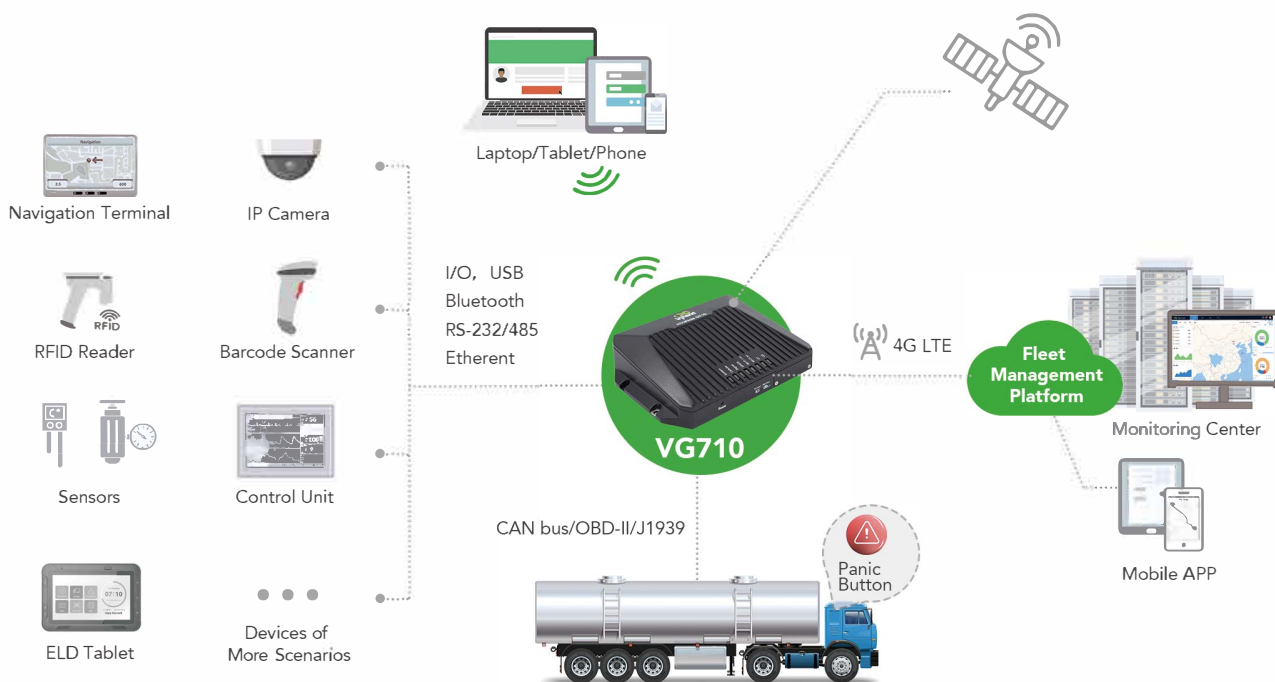 Laptop/Tablet/Phone
Navigation
Navigation Terminal
IP Camera
RFID
RFID Reader
Barcode Scanner
Sensors
Control Unit
07:10
ELD Tablet
Devices of
More Scenarios
I/O, USB
Bluetooth
RS-232/485
Etherent
VG710
4G LTE
Fleet
Management
Platform
Monitoring Center
Mobile APP
CAN bus/OBD-II/J1939
Panic
Button